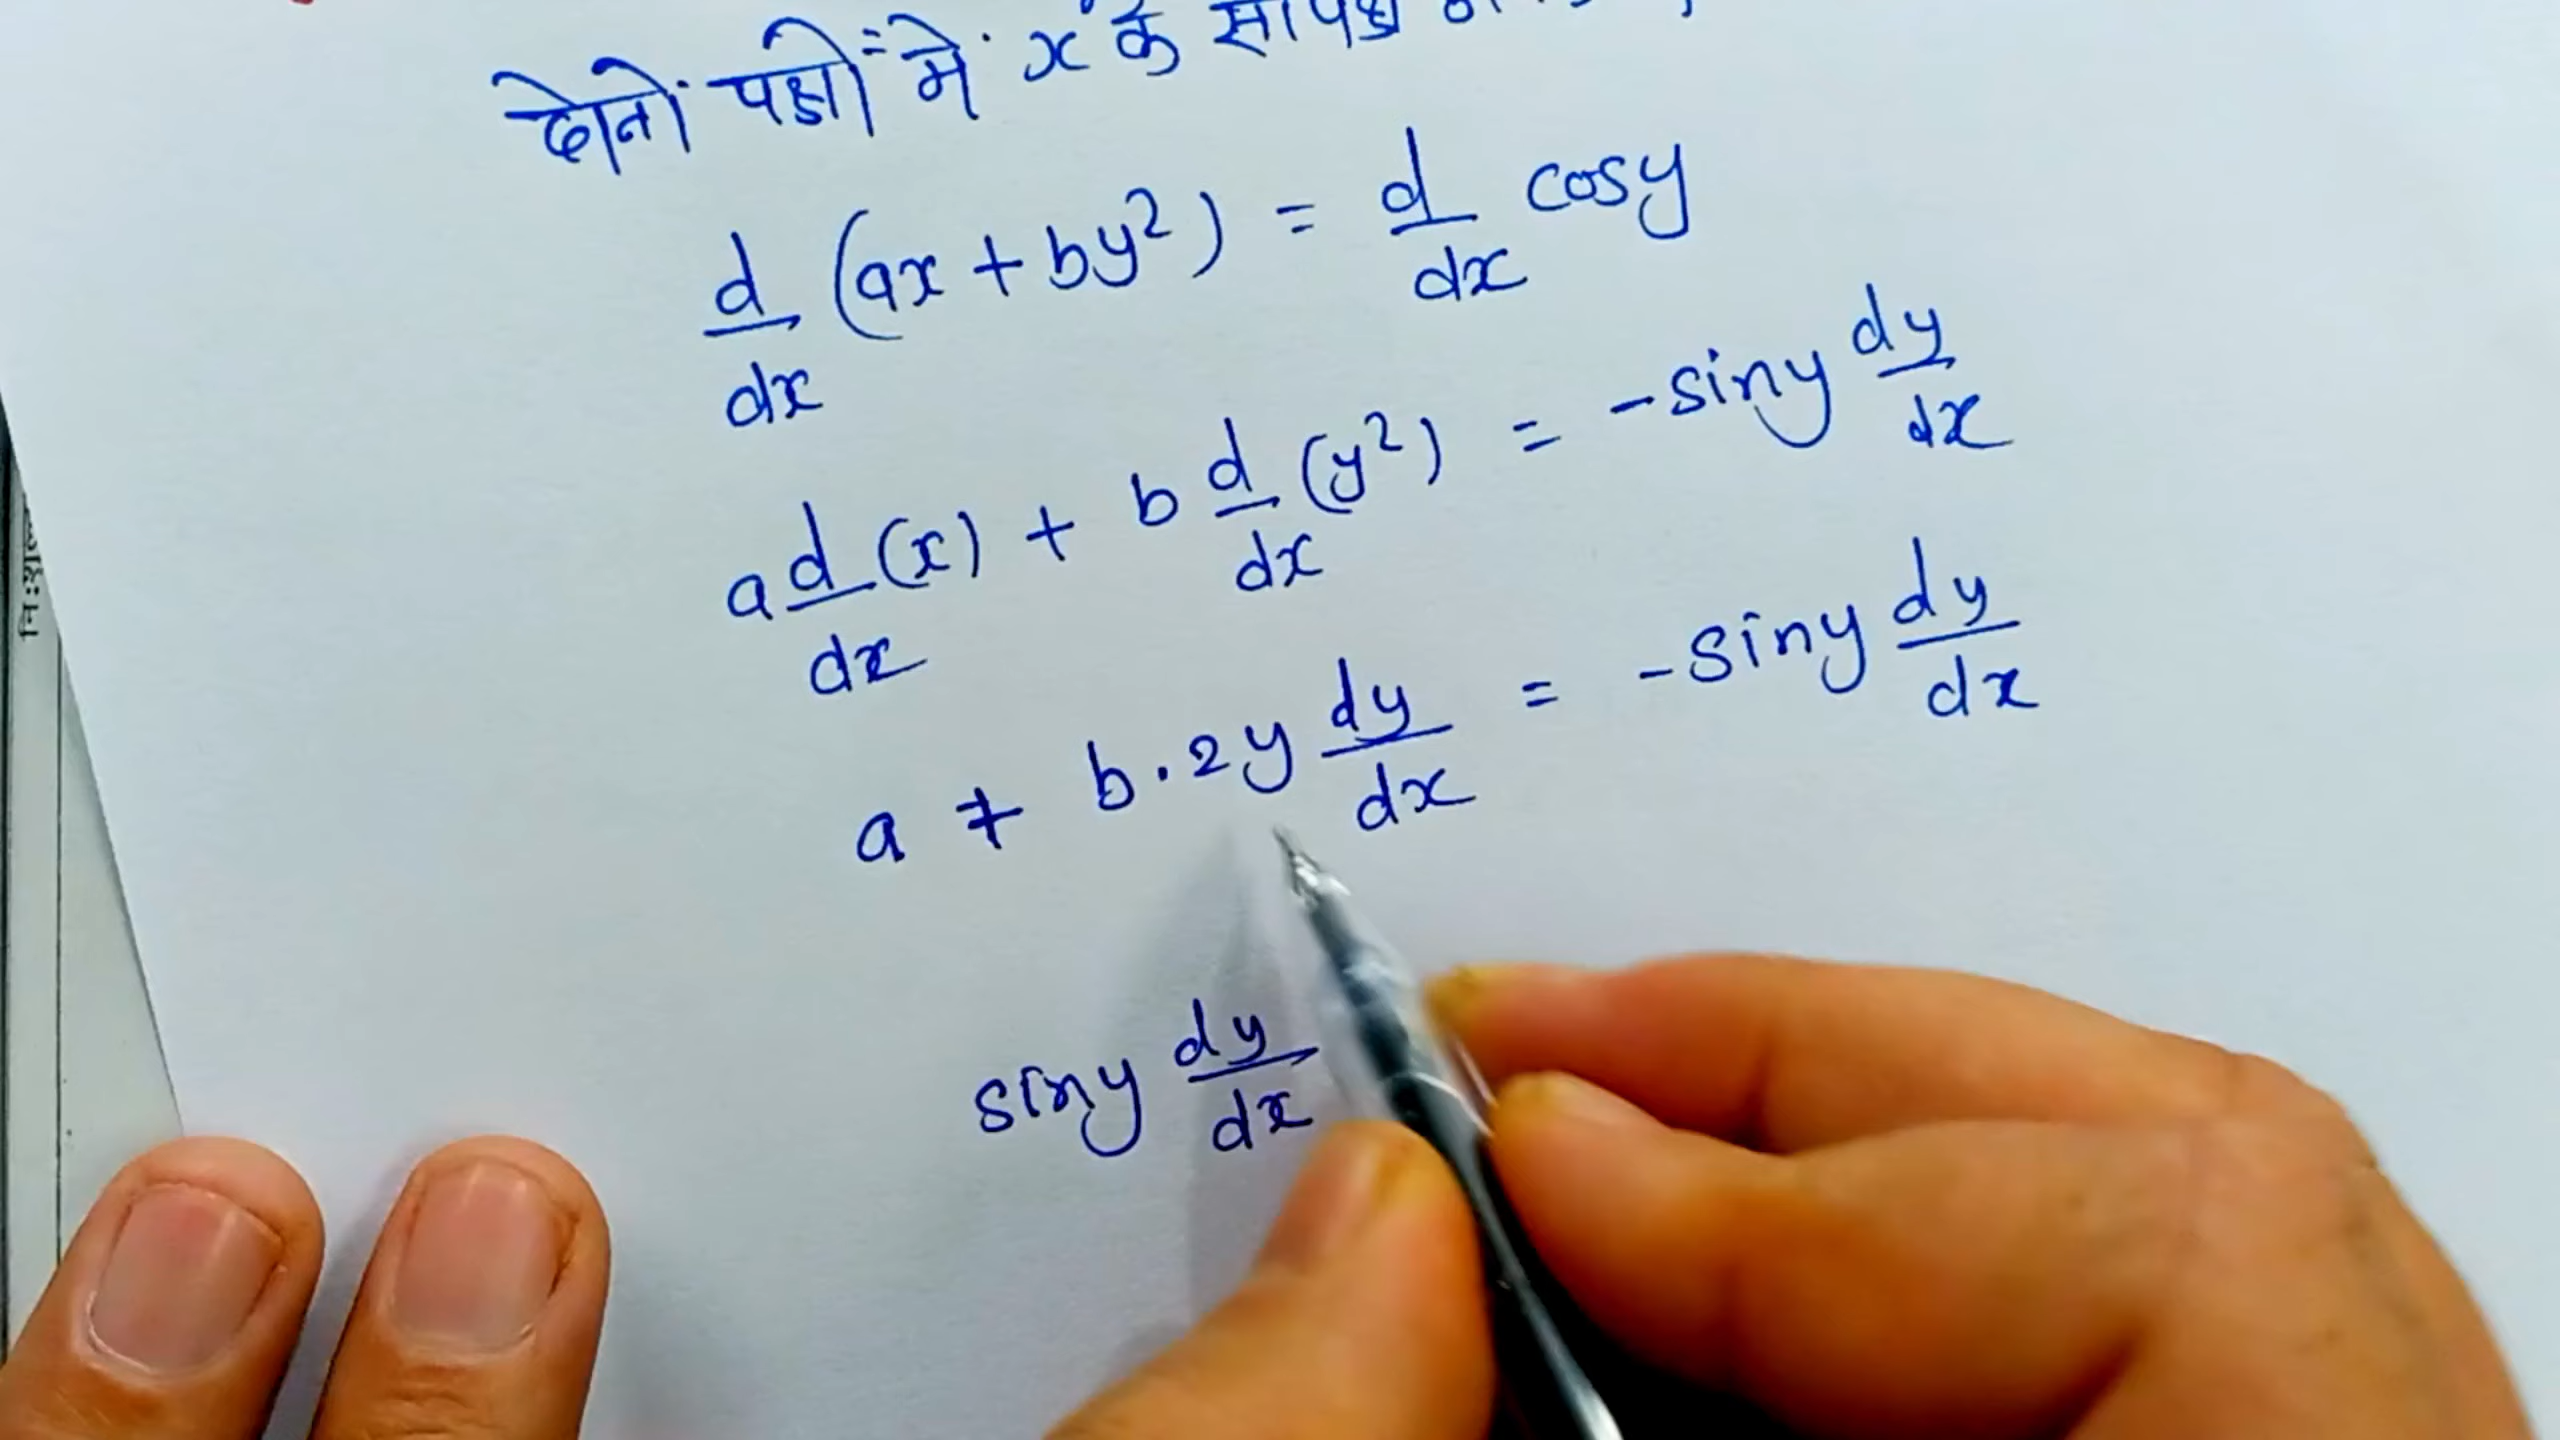 दोनों पक्षों में x के सापेक्ष
d/dx (ax + by²) = d/dx cosy
a d/dx (x) + b d/dx (y²) = -siny dy/dx
a + b·2y dy/dx = -siny dy/dx
siny dy/dx